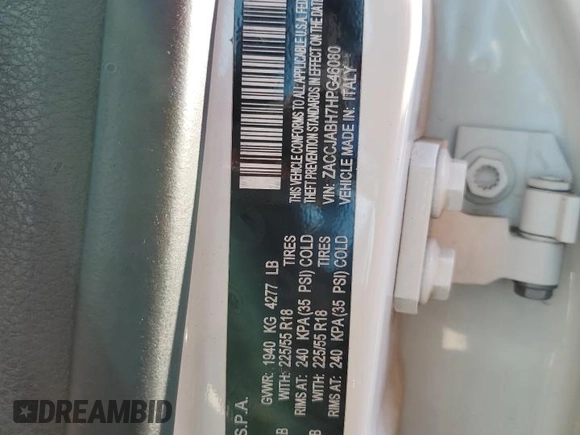 THIS VEHICLE CONFORMS TO ALL APPLICABLE U.S.A. FED
THEFT PREVENTION STANDARDS IN EFFECT ON
VIN: ZACCJABH7HPG46080
VEHICLE MADE IN: ITALY
S.P.A.
GVWR: 1940 KG 4277 LB
LB WITH: 225/55 R18 TIRES
RIMS AT: 240 KPA (35 PSI) COLD
LB WITH: 225/55 R18 TIRES
RIMS AT: 240 KPA (35 PSI) COLD
DREAMBID